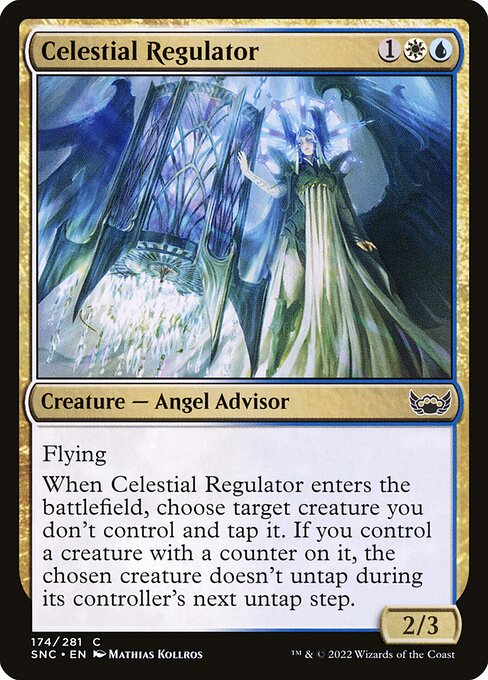 Celestial Regulator 1
Creature — Angel Advisor
Flying
When Celestial Regulator enters the
battlefield, choose target creature you
don't control and tap it. If you control
a creature with a counter on it, the
chosen creature doesn't untap during
its controller's next untap step.
2/3
174/281 C
SNC • EN Mathias Kollros
™ & © 2022 Wizards of the Coast